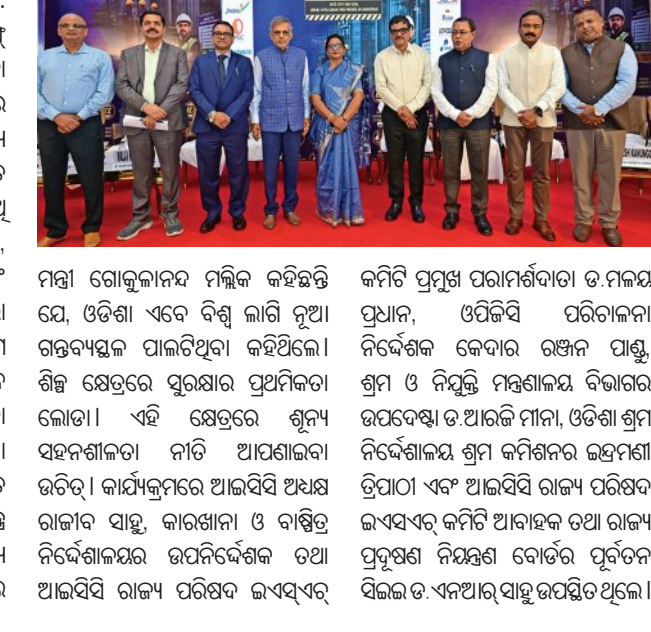 ମନ୍ତ୍ରୀ ଗୋକୁଳାନନ୍ଦ ମଲ୍ଲିକ କହିଛନ୍ତି
ଯେ, ଓଡିଶା ଏବେ ବିଶ୍ୱ ଲାଗି ନୂଆ
ଗନ୍ତବ୍ୟସ୍ଥଳ ପାଲଟିଥିବା କହିଥିଲେ।
ଶିଳ୍ପ କ୍ଷେତ୍ରରେ ସୁରକ୍ଷାର ପ୍ରଥମିକତା
ଲୋଡା। ଏହି କ୍ଷେତ୍ରରେ ଶୂନ୍ୟ
ସହନଶୀଳତା ନୀତି ଆପଣାଇବା
ଉଚିତ୍। କାର୍ଯ୍ୟକ୍ରମରେ ଆଇସିସି ଅଧ୍ୟକ୍ଷ
ରାଜୀବ ସାହୁ, କାରଖାନା ଓ ବାଷ୍ପିତ୍ର
ନିର୍ଦ୍ଦେଶାଳୟର ଉପନିର୍ଦ୍ଦେଶକ ତଥା
ଆଇସିସି ରାଜ୍ୟ ପରିଷଦ ଇଏସ୍ଏଚ୍
କମିଟି ପ୍ରମୁଖ ପରାମର୍ଶଦାତା ଡ.ମଳୟ
ପ୍ରଧାନ, ଓପିଜିସି ପରିଚାଳନା
ନିର୍ଦ୍ଦେଶକ କେଦାର ରଞ୍ଜନ ପାଣ୍ଡୁ,
ଶ୍ରମ ଓ ନିଯୁକ୍ତି ମନ୍ତ୍ରଣାଳୟ ବିଭାଗର
ଉପଦେଷ୍ଟା ଡ.ଆରଜି ମୀନା, ଓଡିଶା ଶ୍ରମ
ନିର୍ଦ୍ଦେଶାଳୟ ଶ୍ରମ କମିଶନର ଇନ୍ଦ୍ରମଣୀ
ତ୍ରିପାଠୀ ଏବଂ ଆଇସିସି ରାଜ୍ୟ ପରିଷଦ
ଇଏସଏଚ୍ କମିଟି ଆବାହକ ତଥା ରାଜ୍ୟ
ପ୍ରଦୂଷଣ ନିୟନ୍ତ୍ରଣ ବୋର୍ଡର ପୂର୍ବତନ
ସିଇଇ ଡ.ଏନଆର୍ ସାହୁ ଉପସ୍ଥିତ ଥିଲେ।